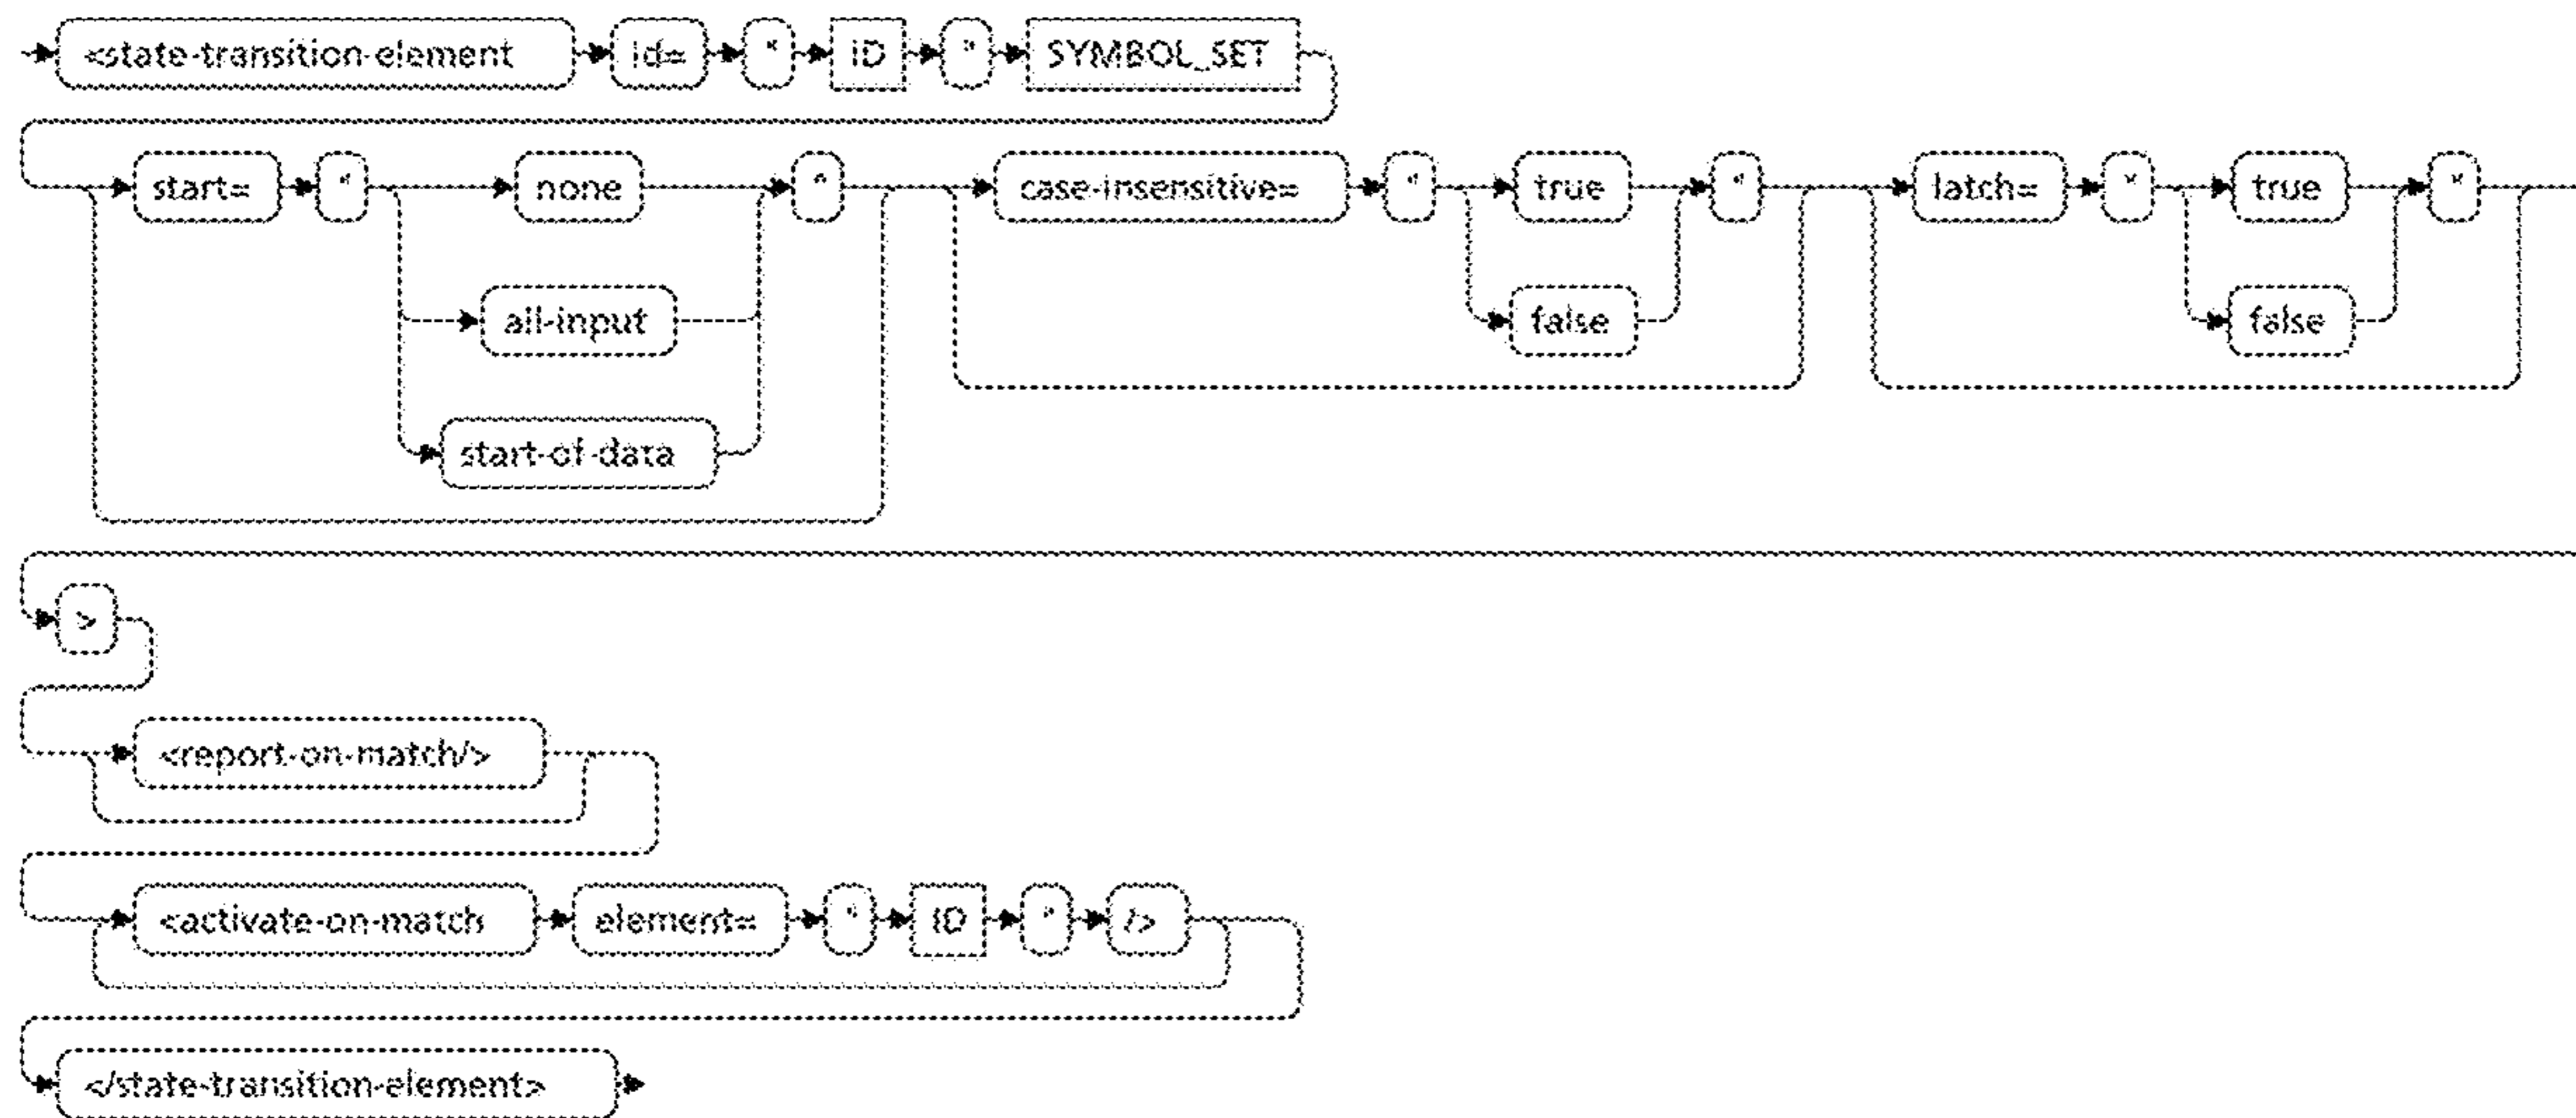 <state-transition-element id= " ID " SYMBOL_SET
start= " none " case-insensitive= " true " latch= " true "
all-input false false
start-of-data
>
<report-on-match/>
<activate-on-match element= " ID " />
</state-transition-element>